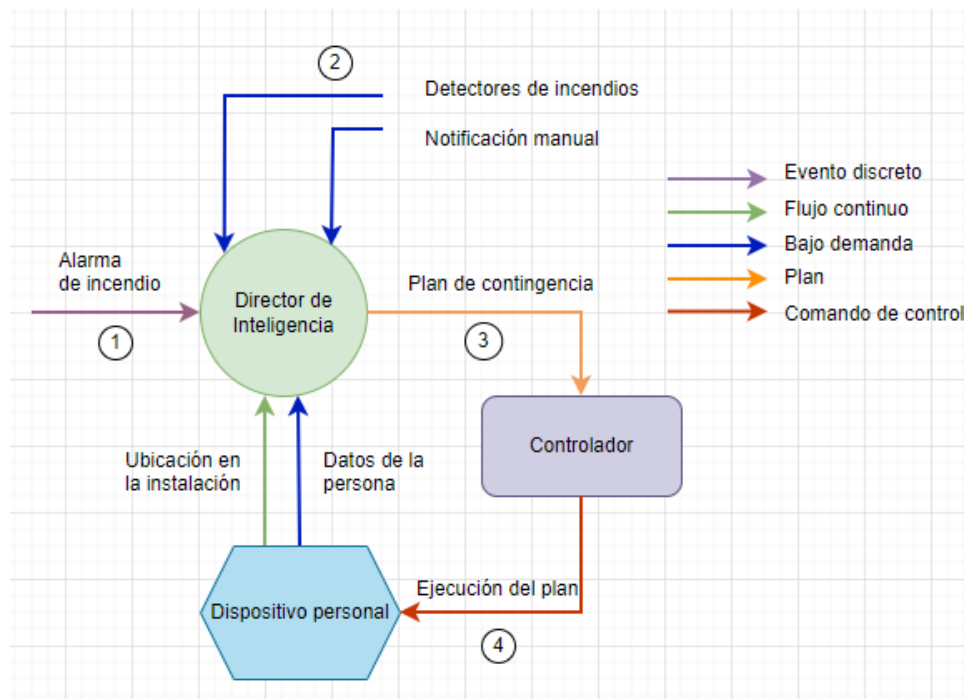 2
Detectores de incendios
Notificación manual
Evento discreto
Flujo continuo
Bajo demanda
Plan
Comando de control
Alarma
de incendio
1
Director de
Inteligencia
Plan de contingencia
3
Controlador
Ubicación en
la instalación
Datos de la
persona
Dispositivo personal
Ejecución del plan
4